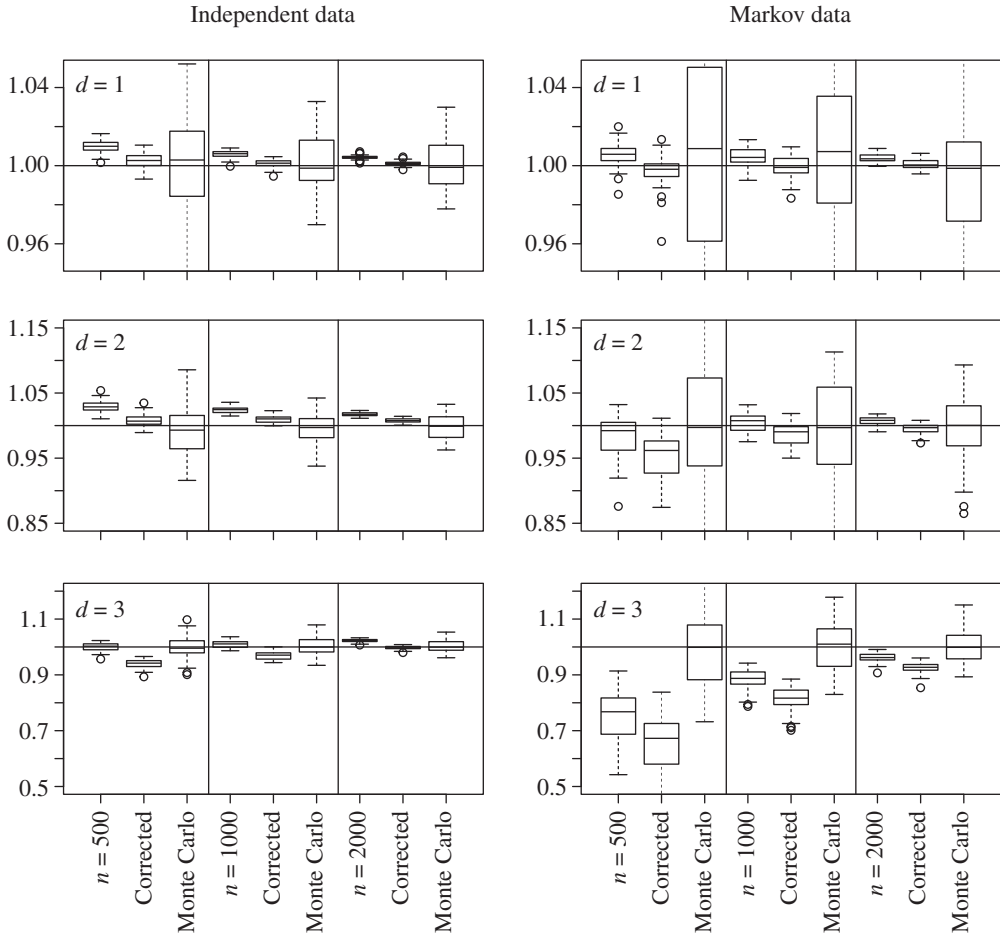 Independent data
Markov data
d = 1
1.04
1.00
0.96
d = 1
1.04
1.00
0.96
d = 2
1.15
1.05
0.95
0.85
d = 2
1.15
1.05
0.95
0.85
d = 3
1.1
0.9
0.7
0.5
d = 3
1.1
0.9
0.7
0.5
n = 500
Corrected
Monte Carlo
n = 1000
Corrected
Monte Carlo
n = 2000
Corrected
Monte Carlo
n = 500
Corrected
Monte Carlo
n = 1000
Corrected
Monte Carlo
n = 2000
Corrected
Monte Carlo